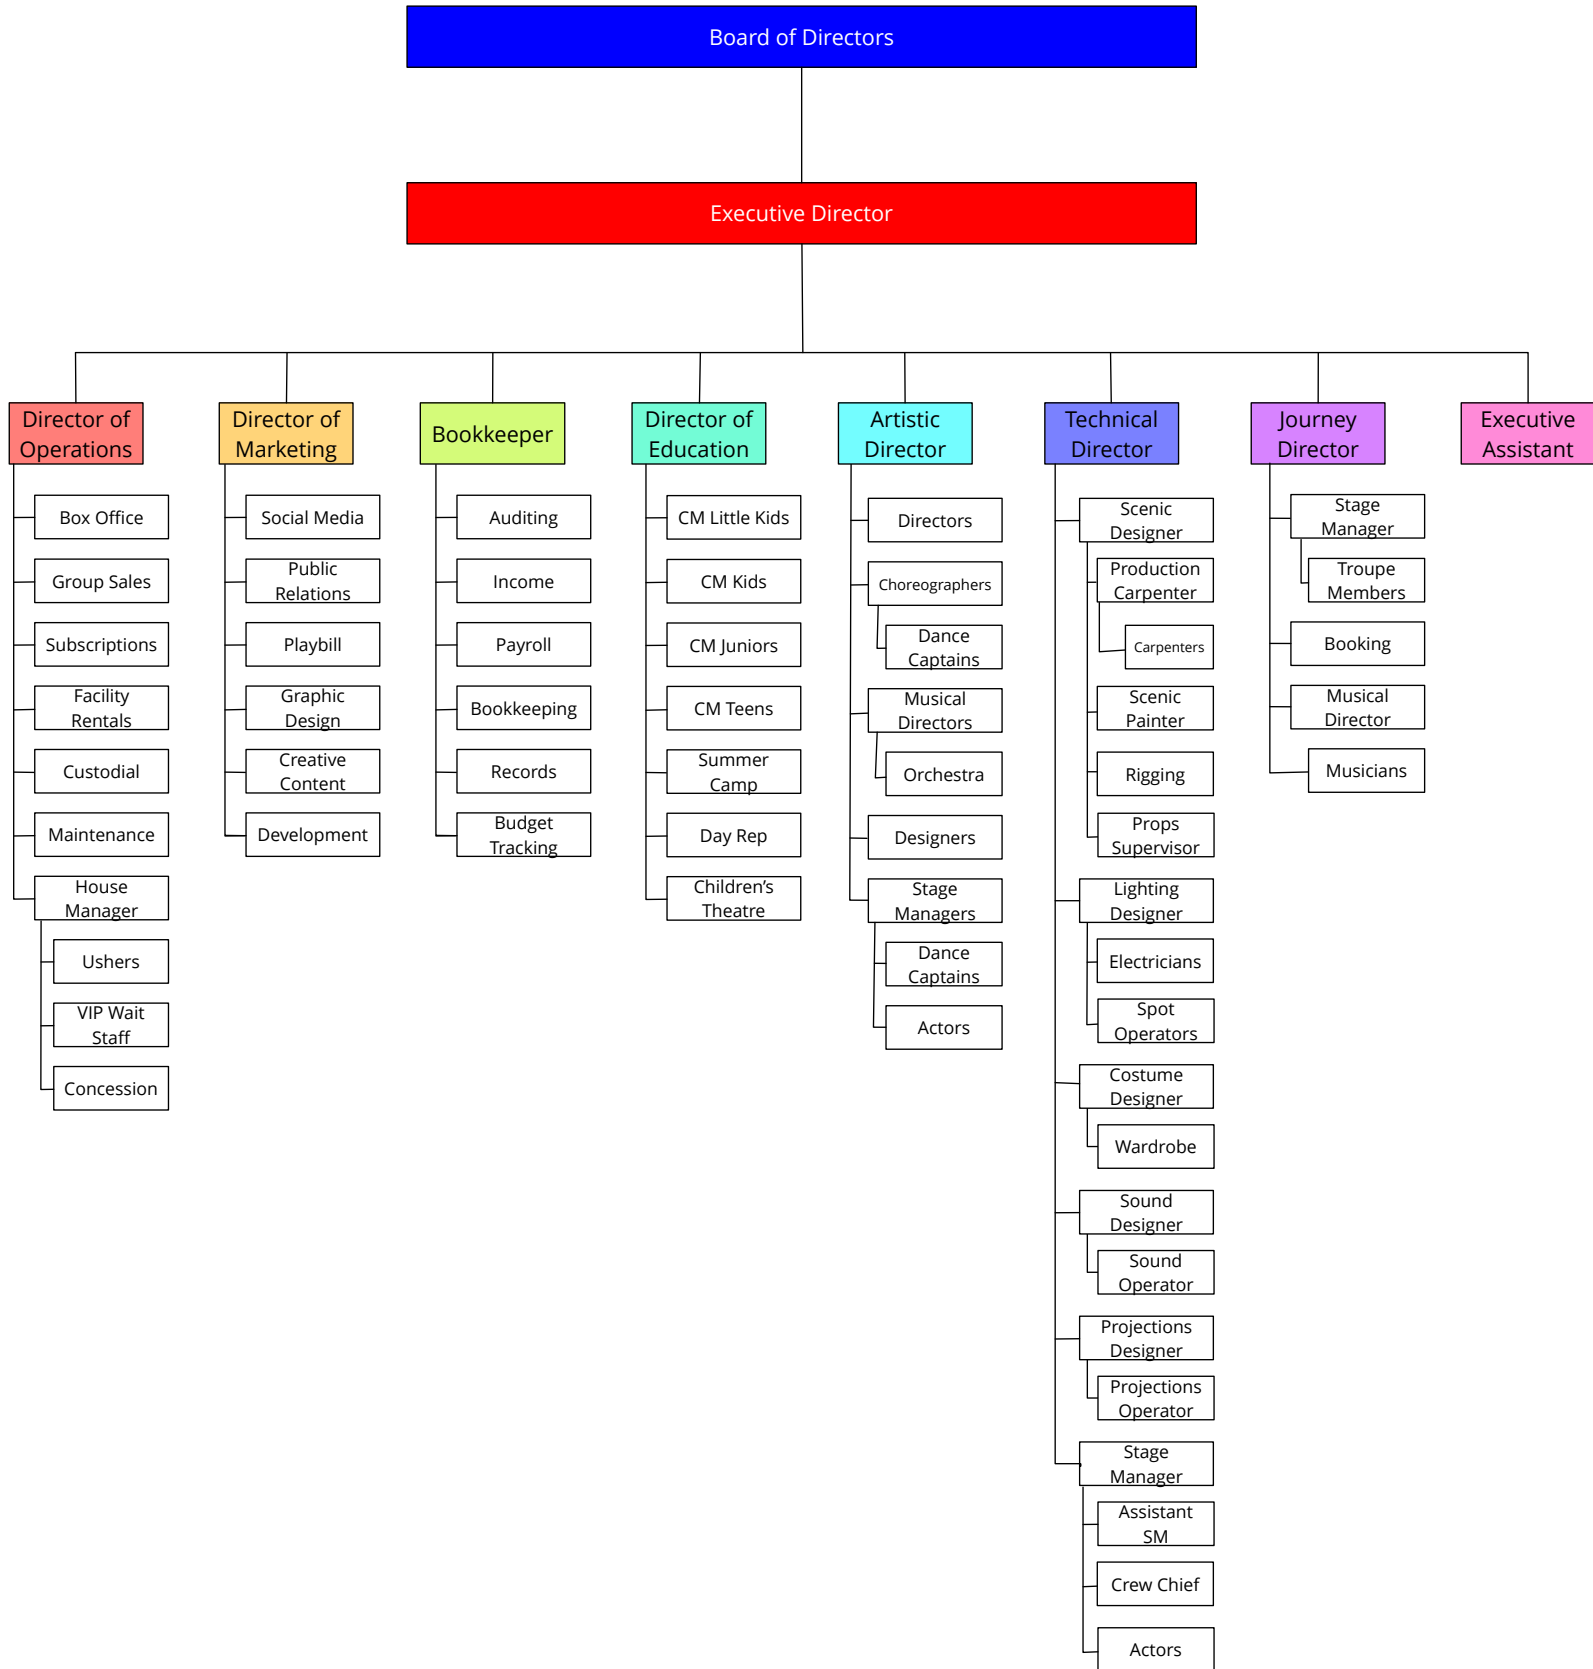 Board of Directors
Executive Director
Director of
Operations
Box Office
Group Sales
Subscriptions
Facility
Rentals
Custodial
Maintenance
House
Manager
Ushers
VIP Wait
Staff
Concession
Director of
Marketing
Social Media
Public
Relations
Playbill
Graphic
Design
Creative
Content
Development
Bookkeeper
Auditing
Income
Payroll
Bookkeeping
Records
Budget
Tracking
Director of
Education
CM Little Kids
CM Kids
CM Juniors
CM Teens
Summer
Camp
Day Rep
Children’s
Theatre
Artistic
Director
Directors
Choreographers
Dance
Captains
Musical
Directors
Orchestra
Designers
Stage
Managers
Dance
Captains
Actors
Technical
Director
Scenic
Designer
Production
Carpenter
Carpenters
Scenic
Painter
Rigging
Props
Supervisor
Lighting
Designer
Electricians
Spot
Operators
Costume
Designer
Wardrobe
Sound
Designer
Sound
Operator
Projections
Designer
Projections
Operator
Stage
Manager
Assistant
SM
Crew Chief
Actors
Journey
Director
Stage
Manager
Troupe
Members
Booking
Musical
Director
Musicians
Executive
Assistant